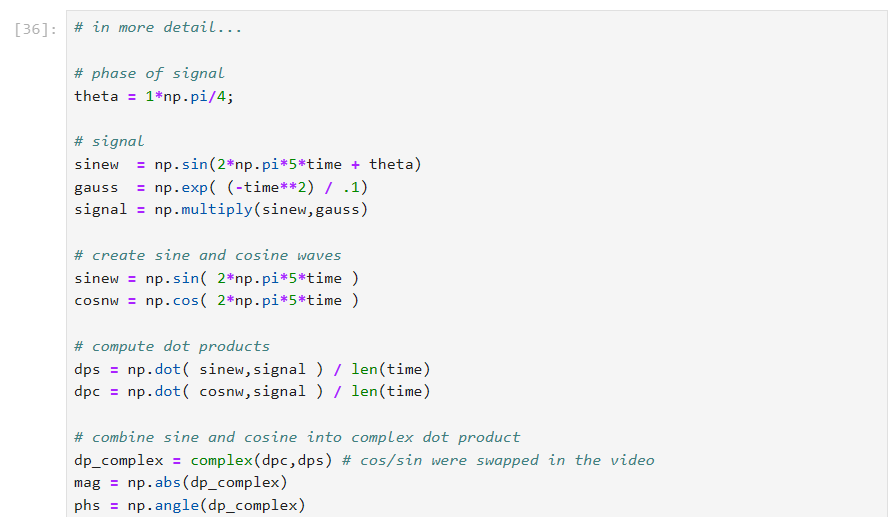 [36]: # in more detail...
# phase of signal
theta = 1*np.pi/4;
# signal
sinew  = np.sin(2*np.pi*5*time + theta)
gauss  = np.exp( (-time**2) / .1)
signal = np.multiply(sinew,gauss)
# create sine and cosine waves
sinew = np.sin( 2*np.pi*5*time )
cosnw = np.cos( 2*np.pi*5*time )
# compute dot products
dps = np.dot( sinew,signal ) / len(time)
dpc = np.dot( cosnw,signal ) / len(time)
# combine sine and cosine into complex dot product
dp_complex = complex(dpc,dps) # cos/sin were swapped in the video
mag = np.abs(dp_complex)
phs = np.angle(dp_complex)